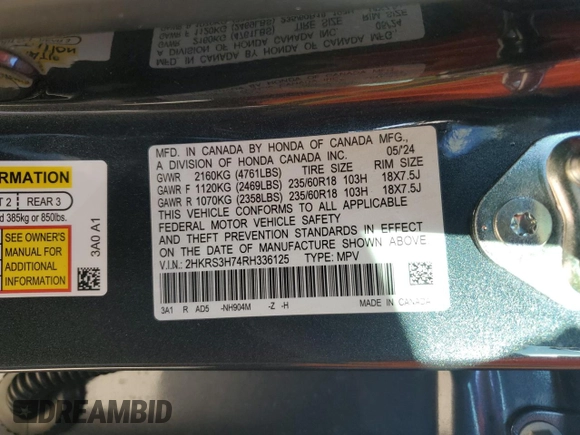 MFD. IN CANADA BY HONDA OF CANADA MFG.,
A DIVISION OF HONDA CANADA INC. 05/24
GVWR 2160KG (4761LBS) TIRE SIZE RIM SIZE
GAWR F 1120KG (2469LBS) 235/60R18 103H 18X7.5J
GAWR R 1070KG (2358LBS) 235/60R18 103H 18X7.5J
THIS VEHICLE CONFORMS TO ALL APPLICABLE
FEDERAL MOTOR VEHICLE SAFETY
AND THEFT PREVENTION STANDARDS IN EFFECT
ON THE DATE OF MANUFACTURE SHOWN ABOVE
V.I.N.: 2HKRS3H74RH336125 TYPE: MPV
3A1 R AD5 -NH904M -Z -H MADE IN CANADA
RMATION
T 2 REAR 3
d 385kg or 850lbs.
SEE OWNER'S
MANUAL FOR
ADDITIONAL
INFORMATION
3A0 A1
DREAMBID